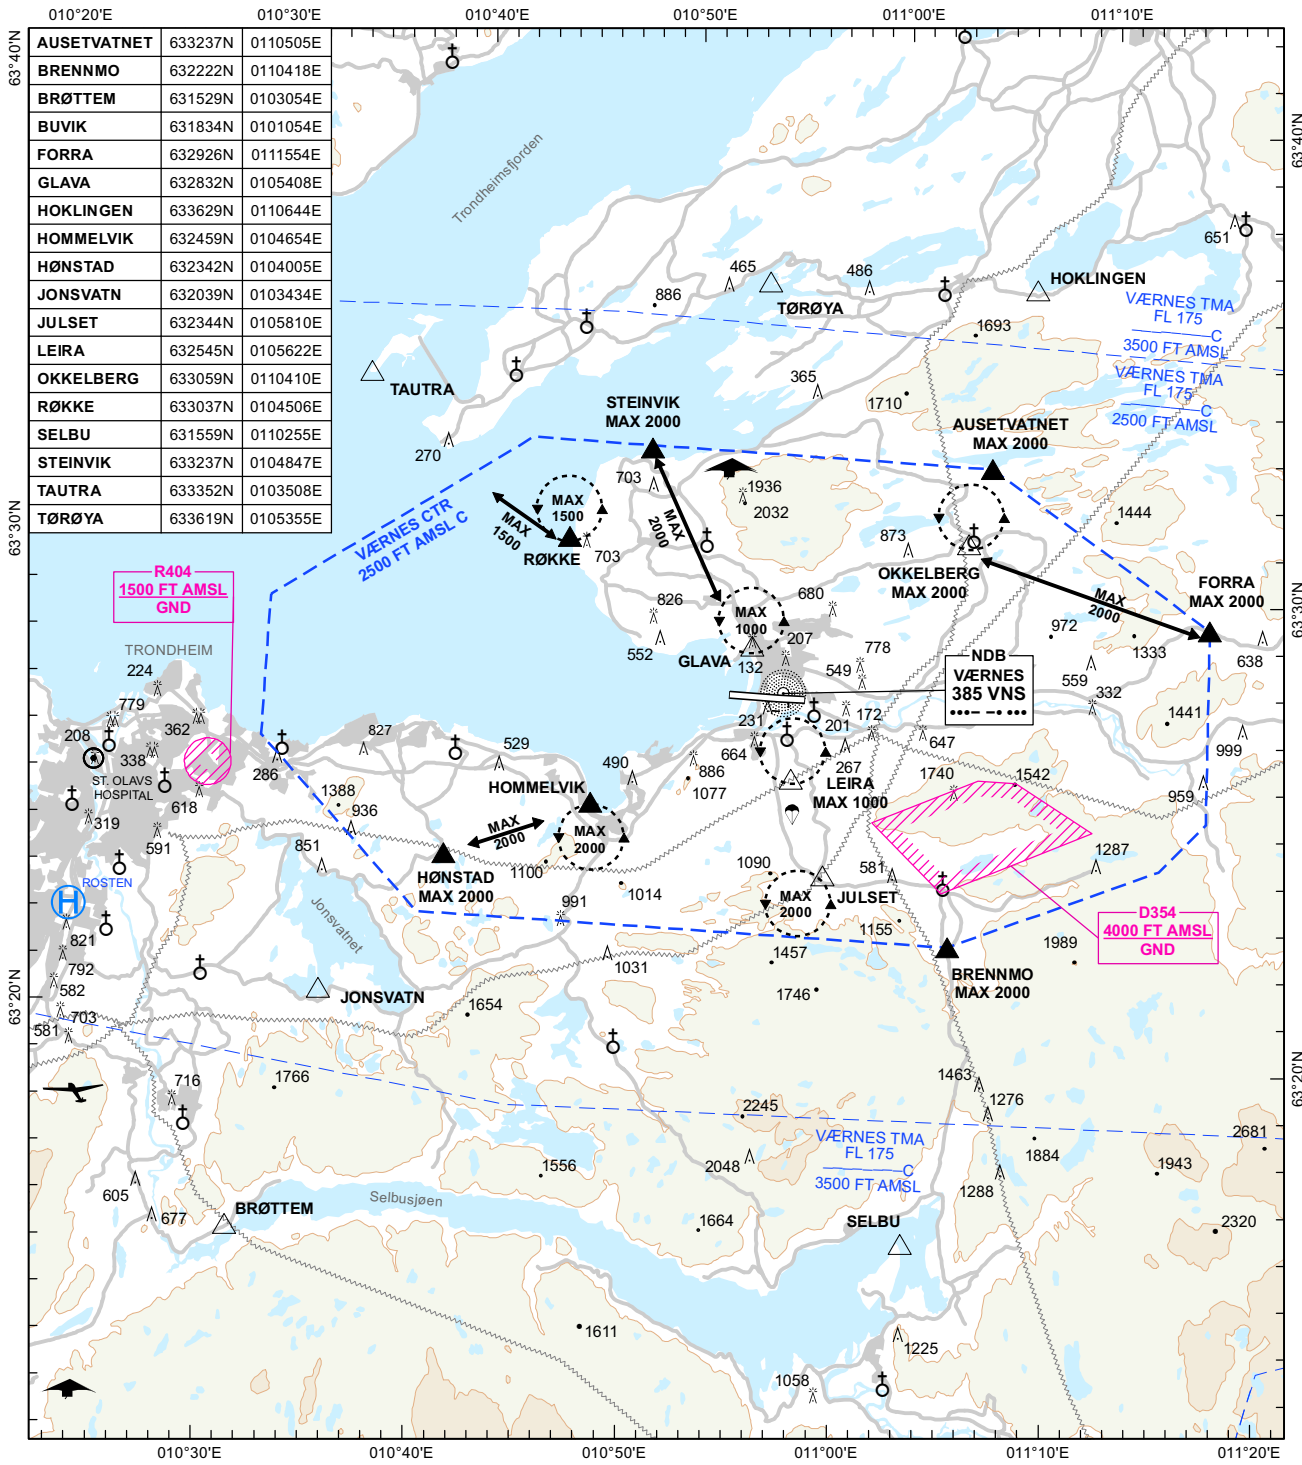 010°20'E 010°30'E 010°40'E 010°50'E 011°00'E 011°10'E
63°40'N
63°40'N
AUSETVATNET 633237N 0110505E
BRENNMO 632222N 0110418E
BRØTTEM 631529N 0103054E
BUVIK 631834N 0101054E
FORRA 632926N 0111554E
GLAVA 632832N 0105408E
HOKLINGEN 633629N 0110644E
HOMMELVIK 632459N 0104654E
HØNSTAD 632342N 0104005E
JONSVATN 632039N 0103434E
JULSET 632344N 0105810E
LEIRA 632545N 0105622E
OKKELBERG 633059N 0110410E
RØKKE 633037N 0104506E
SELBU 631559N 0110255E
STEINVIK 633237N 0104847E
TAUTRA 633352N 0103508E
TØRØYA 633619N 0105355E
Trondheimsfjorden
651
465
486
HOKLINGEN
886
TØRØYA
VÆRNES TMA
FL 175
C
3500 FT AMSL
1693
VÆRNES TMA
FL 175
C
2500 FT AMSL
TAUTRA
365
1710
STEINVIK
MAX 2000
AUSETVATNET
MAX 2000
270
703
1936
2032
MAX
1500
MAX
1500
MAX
2000
1444
63°30'N
VÆRNES CTR
2500 FT AMSL C
RØKKE
703
873
OKKELBERG
MAX 2000
FORRA
MAX 2000
MAX
2000
R404
1500 FT AMSL
GND
826
MAX
1000
680
63°30'N
972
1333
552
GLAVA
132
207
778
549
NDB
VÆRNES
385 VNS
559
332
638
TRONDHEIM
224
779
362
208
338
827
231
201
172
1441
286
529
664
647
999
ST. OLAVS
HOSPITAL
618
HOMMELVIK
490
886
1077
267
LEIRA
MAX 1000
1740
1542
959
1388
936
319
591
MAX
2000
MAX
2000
851
1100
1090
581
1287
HØNSTAD
MAX 2000
1014
MAX
2000
JULSET
ROSTEN
H
991
1155
D354
4000 FT AMSL
GND
Jonsvatnet
821
792
1031
1457
1989
BRENNMO
MAX 2000
582
1746
63°20'N
JONSVATN
1654
703
581
63°20'N
716
1766
1463
1276
2245
VÆRNES TMA
FL 175
C
3500 FT AMSL
2681
1884
2048
1943
1556
1288
605
677
BRØTTEM
Selbusjøen
1664
SELBU
2320
1611
1225
1058
010°30'E 010°40'E 010°50'E 011°00'E 011°10'E 011°20'E